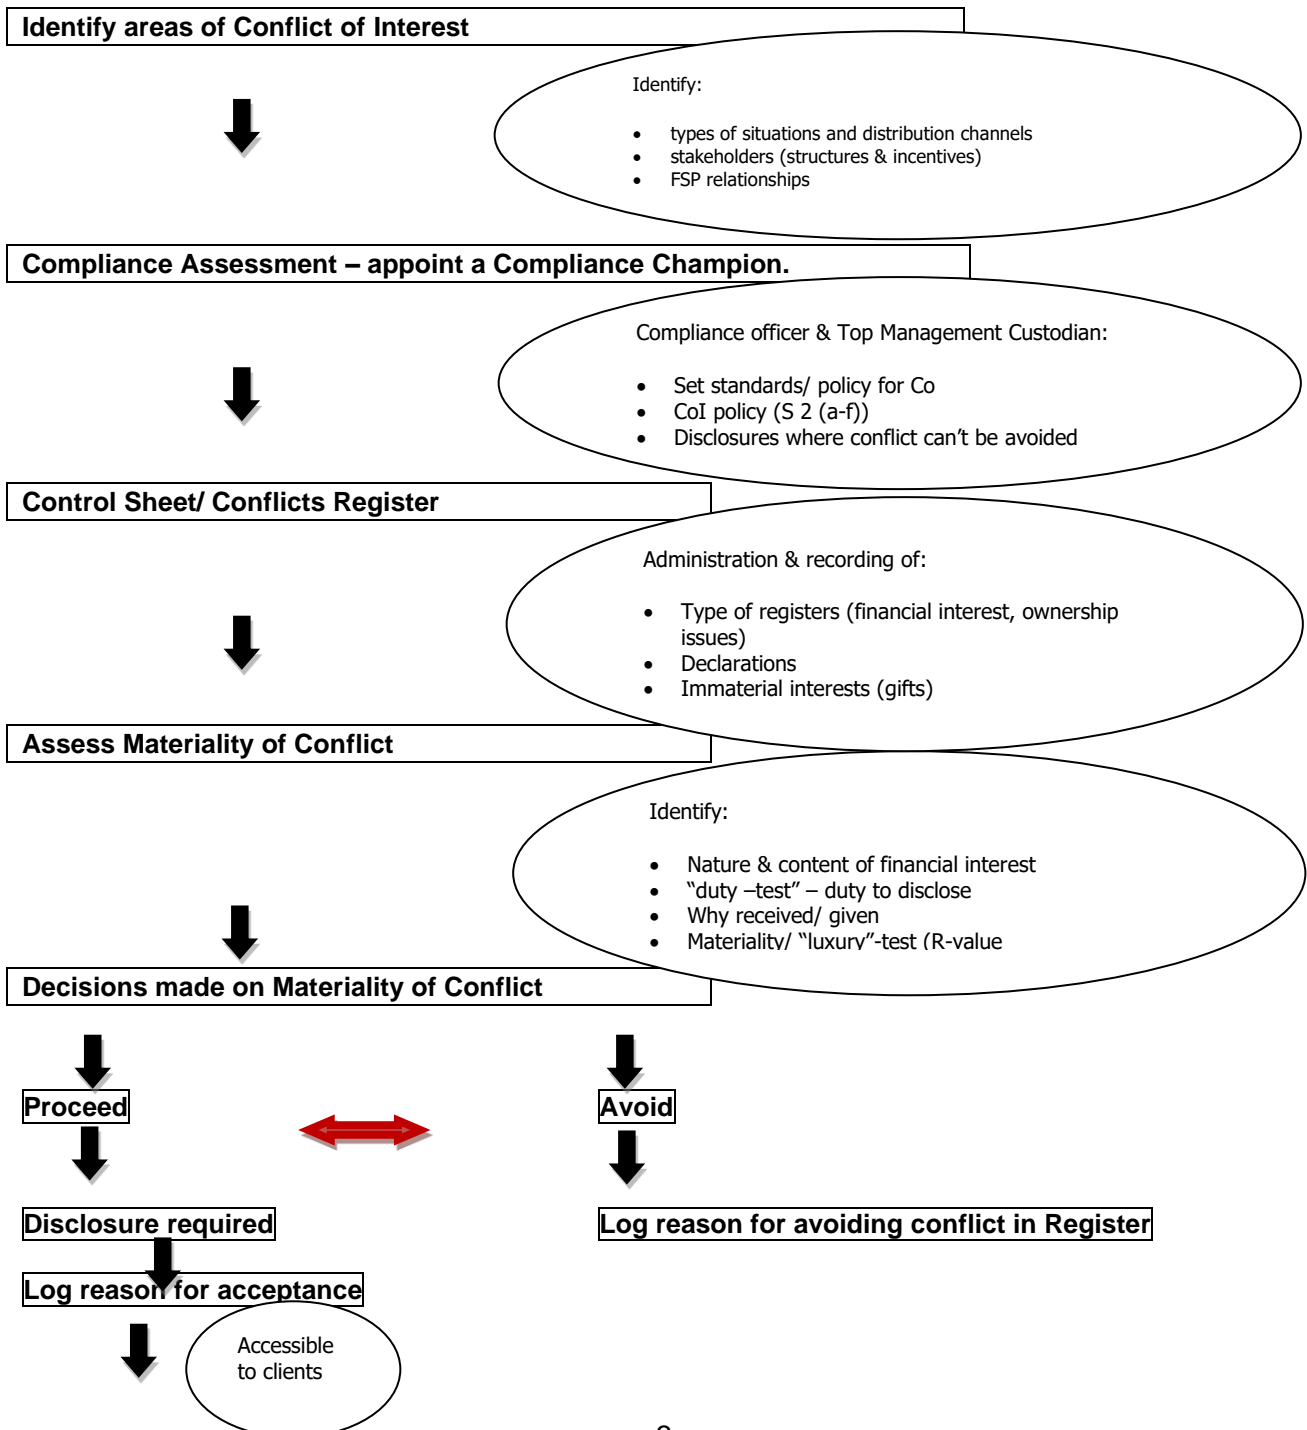 Identify areas of Conflict of Interest
Identify:
• types of situations and distribution channels
• stakeholders (structures & incentives)
• FSP relationships
Compliance Assessment – appoint a Compliance Champion.
Compliance officer & Top Management Custodian:
• Set standards/ policy for Co
• CoI policy (S 2 (a-f))
• Disclosures where conflict can't be avoided
Control Sheet/ Conflicts Register
Administration & recording of:
• Type of registers (financial interest, ownership
issues)
• Declarations
• Immaterial interests (gifts)
Assess Materiality of Conflict
Identify:
• Nature & content of financial interest
• “duty –test” – duty to disclose
• Why received/ given
• Materiality/ “luxury”-test (R-value
Decisions made on Materiality of Conflict
Proceed
Avoid
Disclosure required
Log reason for avoiding conflict in Register
Log reason for acceptance
Accessible
to clients